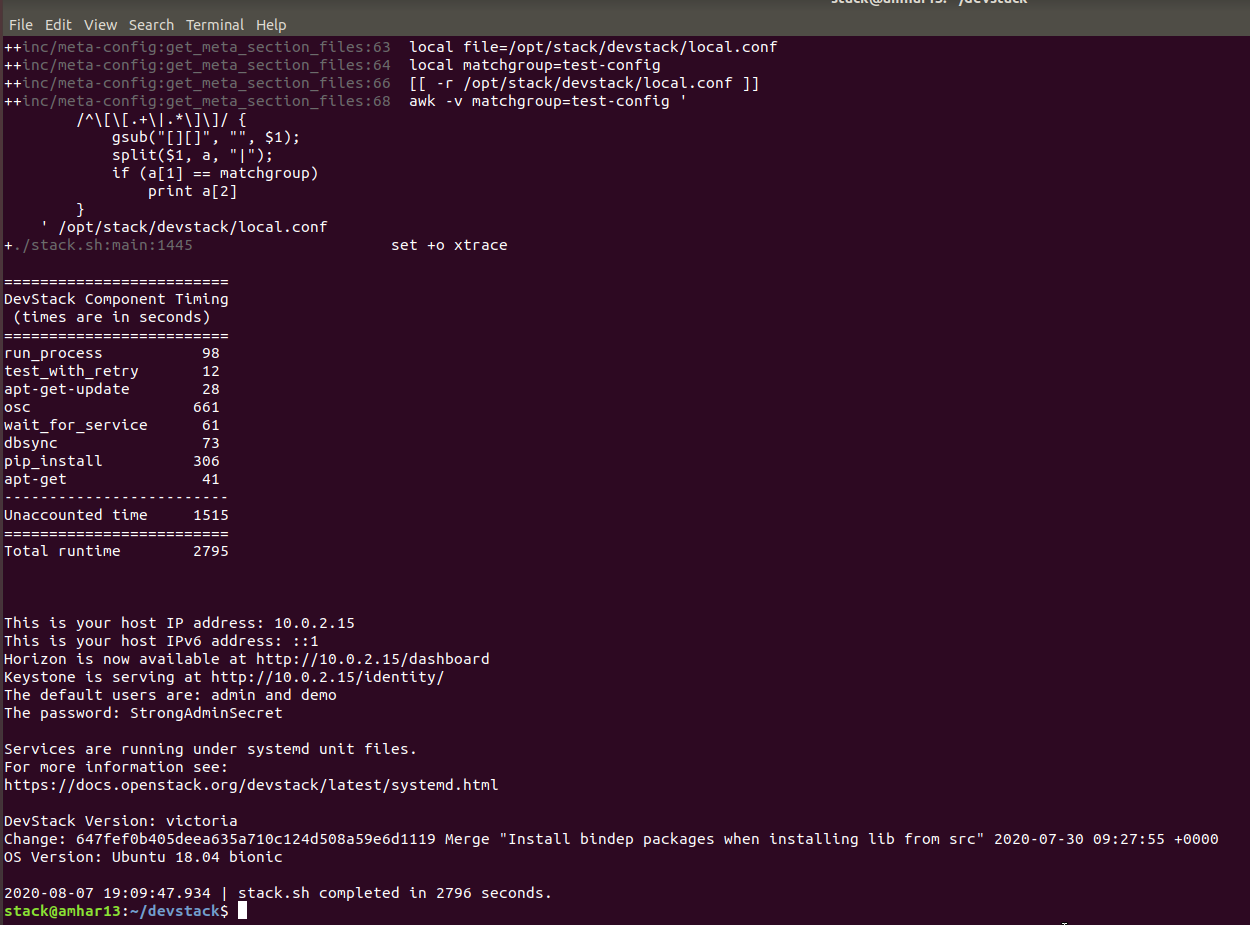 File Edit View Search Terminal Help
++inc/meta-config:get_meta_section_files:63  local file=/opt/stack/devstack/local.conf
++inc/meta-config:get_meta_section_files:64  local matchgroup=test-config
++inc/meta-config:get_meta_section_files:66  [[ -r /opt/stack/devstack/local.conf ]]
++inc/meta-config:get_meta_section_files:68  awk -v matchgroup=test-config '
        /^\[\[.+\|.*\]\]/ {
            gsub("[][]", "", $1);
            split($1, a, "|");
            if (a[1] == matchgroup)
                print a[2]
        }
    ' /opt/stack/devstack/local.conf
+./stack.sh:main:1445                      set +o xtrace

=========================
DevStack Component Timing
 (times are in seconds)
=========================
run_process           98
test_with_retry       12
apt-get-update        28
osc                  661
wait_for_service      61
dbsync                73
pip_install          306
apt-get               41
-------------------------
Unaccounted time     1515
=========================
Total runtime        2795

This is your host IP address: 10.0.2.15
This is your host IPv6 address: ::1
Horizon is now available at http://10.0.2.15/dashboard
Keystone is serving at http://10.0.2.15/identity/
The default users are: admin and demo
The password: StrongAdminSecret

Services are running under systemd unit files.
For more information see:
https://docs.openstack.org/devstack/latest/systemd.html

DevStack Version: victoria
Change: 647fef0b405deea635a710c124d508a59e6d1119 Merge "Install bindep packages when installing lib from src" 2020-07-30 09:27:55 +0000
OS Version: Ubuntu 18.04 bionic

2020-08-07 19:09:47.934 | stack.sh completed in 2796 seconds.
stack@amhar13:~/devstack$